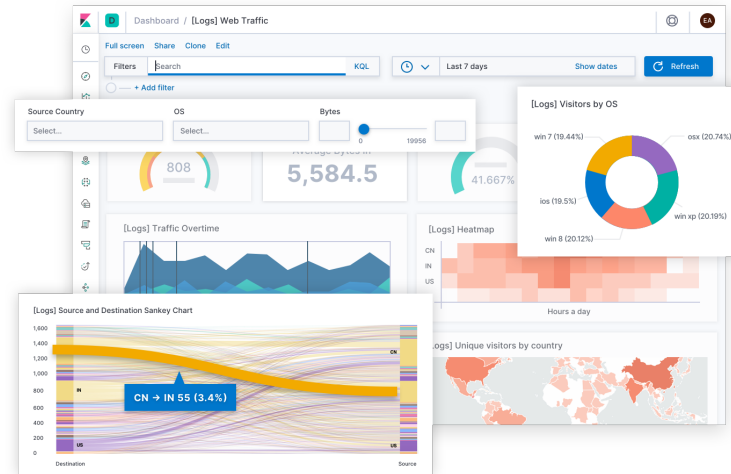 D Dashboard / [Logs] Web Traffic
EA
Full screen Share Clone Edit
Filters Search KQL
Last 7 days Show dates
Refresh
+ Add filter
Source Country OS Bytes
Select... Select...
0 19956
[Logs] Visitors by OS
win 7 (19.44%)
osx (20.74%)
ios (19.5%)
win xp (20.19%)
win 8 (20.12%)
808
Average Bytes In
5,584.5
41.667%
[Logs] Traffic Overtime
[Logs] Heatmap
CN
IN
US
Hours a day
[Logs] Source and Destination Sankey Chart
1,600
1,400
1,200
1,000
800
600
400
200
0
CN
IN
US
US
CN → IN 55 (3.4%)
Destination Source
Logs] Unique visitors by country